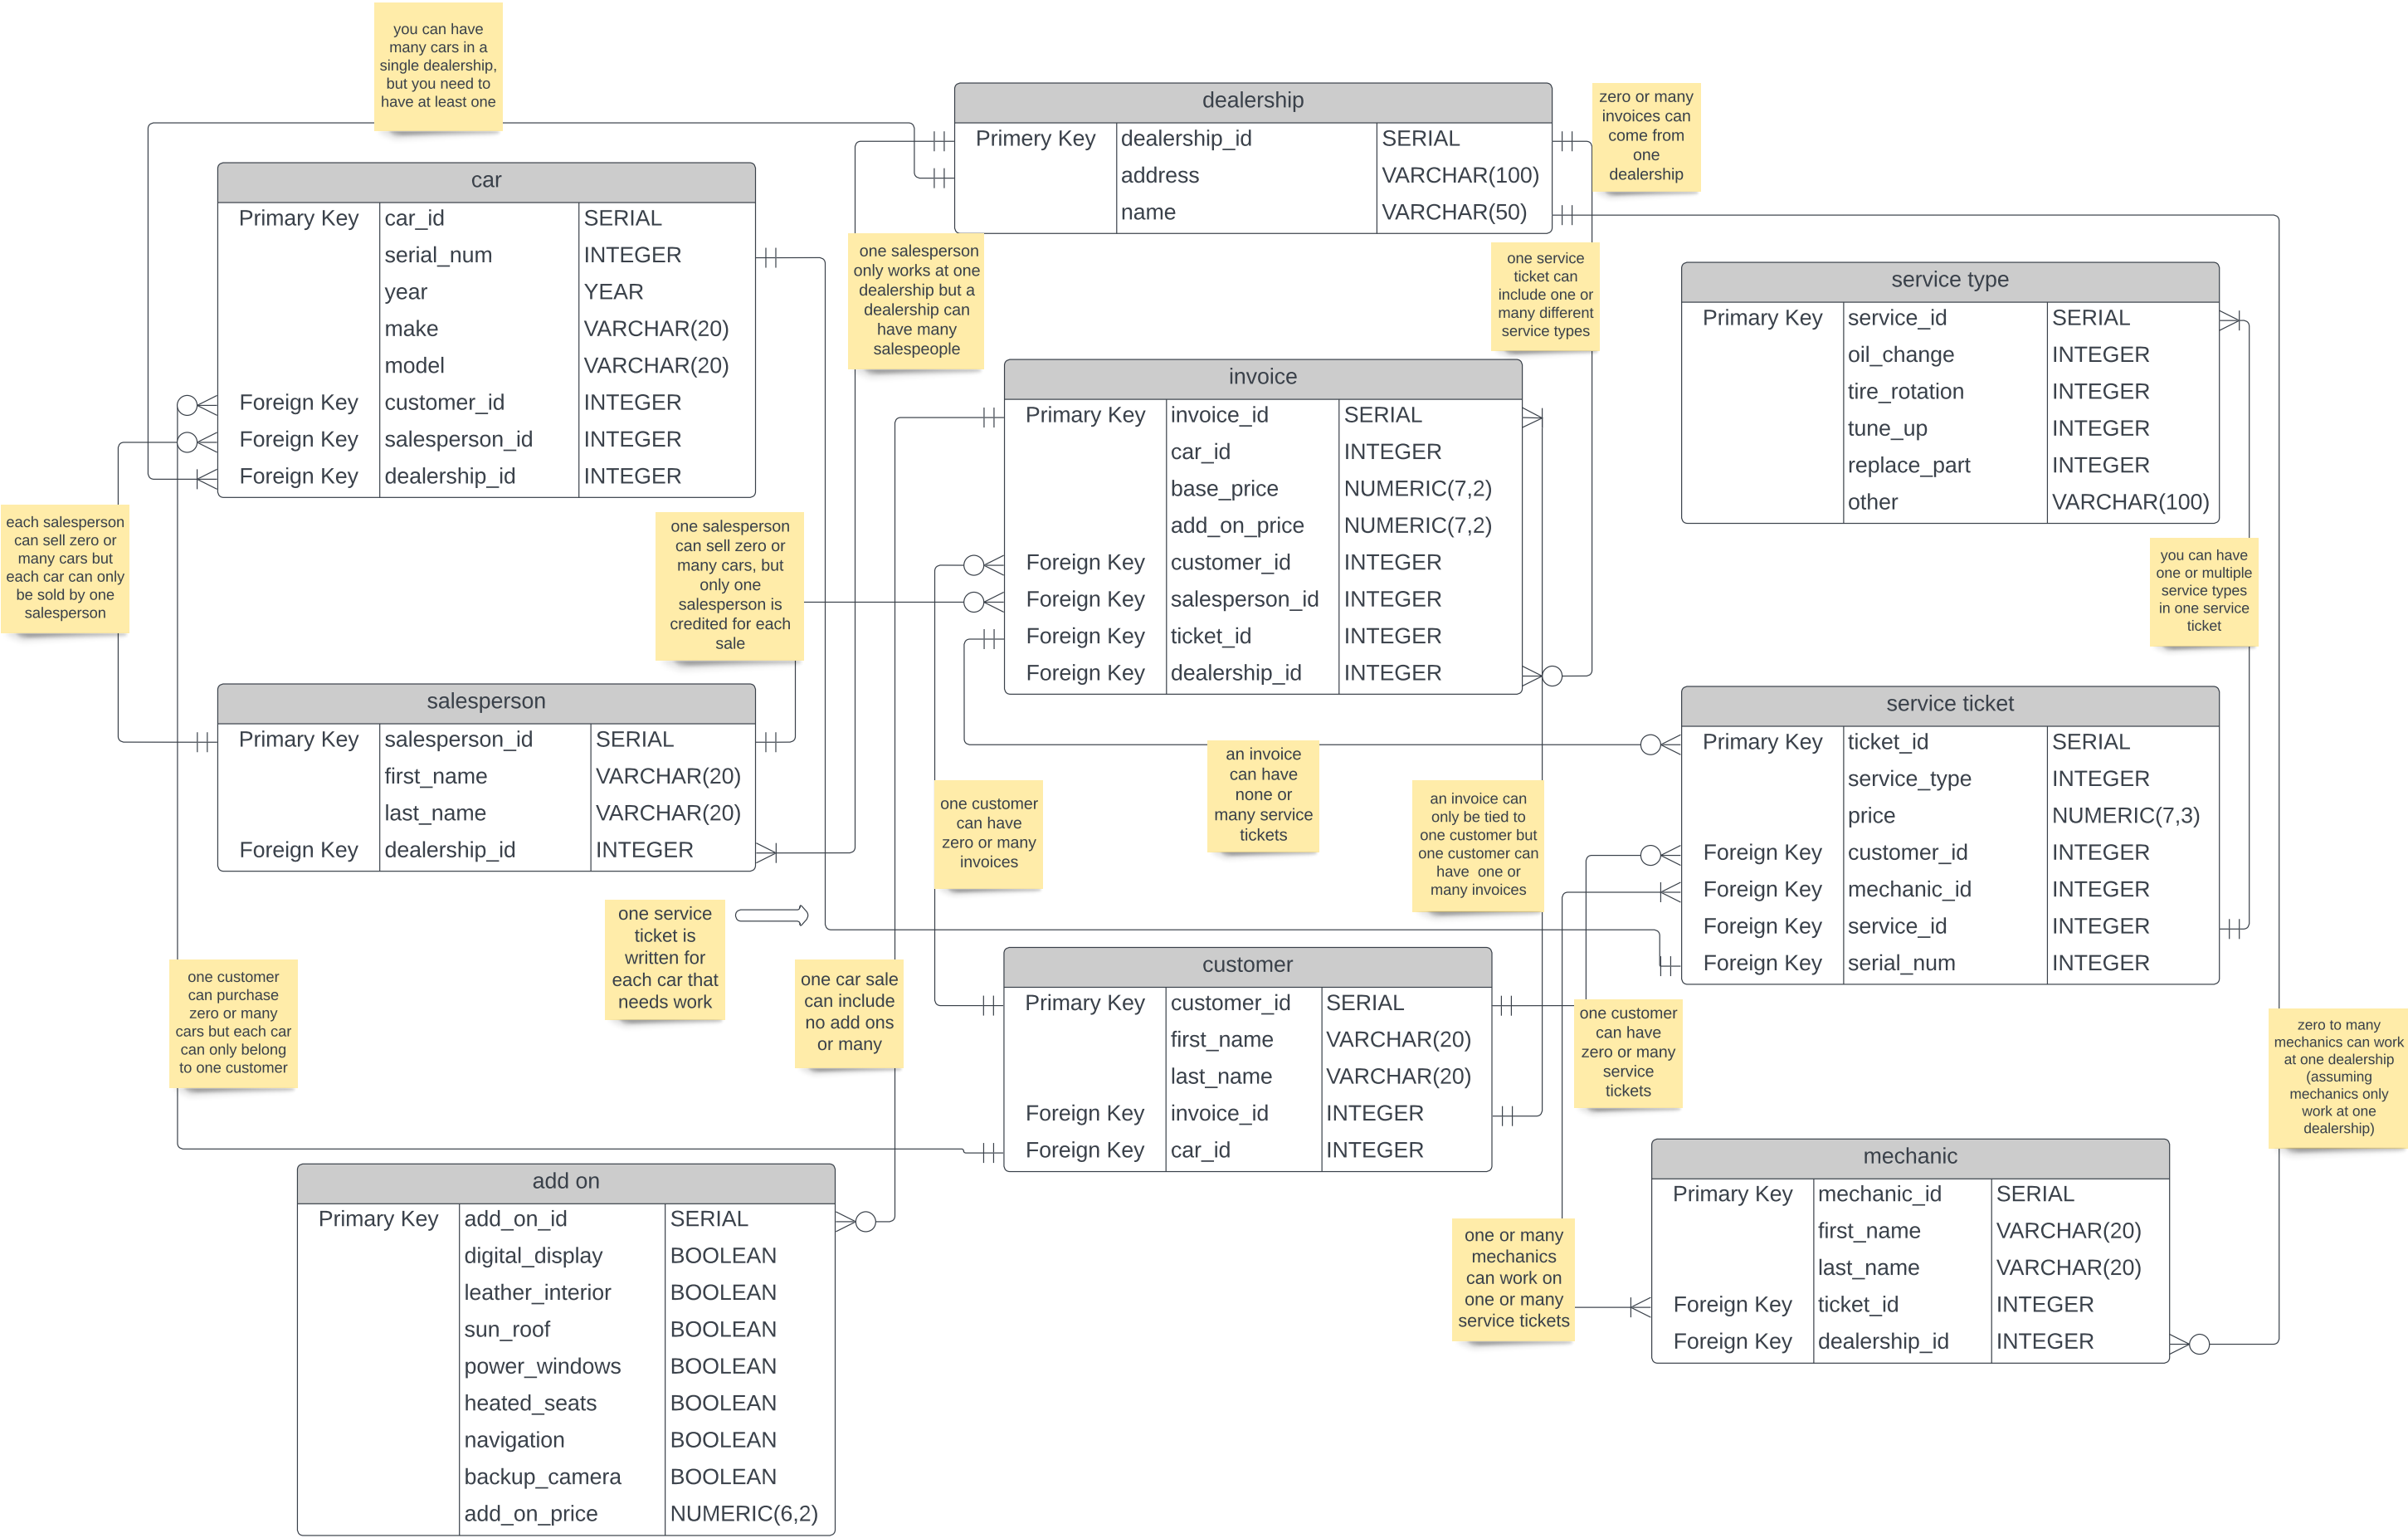 you can have
many cars in a
single dealership,
but you need to
have at least one
dealership
Primery Key dealership_id SERIAL
address VARCHAR(100)
name VARCHAR(50)
zero or many
invoices can
come from
one
dealership
car
Primary Key car_id SERIAL
serial_num INTEGER
year YEAR
make VARCHAR(20)
model VARCHAR(20)
Foreign Key customer_id INTEGER
Foreign Key salesperson_id INTEGER
Foreign Key dealership_id INTEGER
one salesperson
only works at one
dealership but a
dealership can
have many
salespeople
one service
ticket can
include one or
many different
service types
service type
Primary Key service_id SERIAL
oil_change INTEGER
tire_rotation INTEGER
tune_up INTEGER
replace_part INTEGER
other VARCHAR(100)
invoice
Primary Key invoice_id SERIAL
car_id INTEGER
base_price NUMERIC(7,2)
add_on_price NUMERIC(7,2)
Foreign Key customer_id INTEGER
Foreign Key salesperson_id INTEGER
Foreign Key ticket_id INTEGER
Foreign Key dealership_id INTEGER
each salesperson
can sell zero or
many cars but
each car can only
be sold by one
salesperson
one salesperson
can sell zero or
many cars, but
only one
salesperson is
credited for each
sale
you can have
one or multiple
service types
in one service
ticket
salesperson
Primary Key salesperson_id SERIAL
first_name VARCHAR(20)
last_name VARCHAR(20)
Foreign Key dealership_id INTEGER
service ticket
Primary Key ticket_id SERIAL
service_type INTEGER
price NUMERIC(7,3)
Foreign Key customer_id INTEGER
Foreign Key mechanic_id INTEGER
Foreign Key service_id INTEGER
Foreign Key serial_num INTEGER
an invoice
can have
none or
many service
tickets
one customer
can have
zero or many
invoices
an invoice can
only be tied to
one customer but
one customer can
have one or
many invoices
one service
ticket is
written for
each car that
needs work
one customer
can purchase
zero or many
cars but each car
can only belong
to one customer
one car sale
can include
no add ons
or many
customer
Primary Key customer_id SERIAL
first_name VARCHAR(20)
last_name VARCHAR(20)
Foreign Key invoice_id INTEGER
Foreign Key car_id INTEGER
one customer
can have
zero or many
service
tickets
zero to many
mechanics can work
at one dealership
(assuming
mechanics only
work at one
dealership)
add on
Primary Key add_on_id SERIAL
digital_display BOOLEAN
leather_interior BOOLEAN
sun_roof BOOLEAN
power_windows BOOLEAN
heated_seats BOOLEAN
navigation BOOLEAN
backup_camera BOOLEAN
add_on_price NUMERIC(6,2)
one or many
mechanics
can work on
one or many
service tickets
mechanic
Primary Key mechanic_id SERIAL
first_name VARCHAR(20)
last_name VARCHAR(20)
Foreign Key ticket_id INTEGER
Foreign Key dealership_id INTEGER